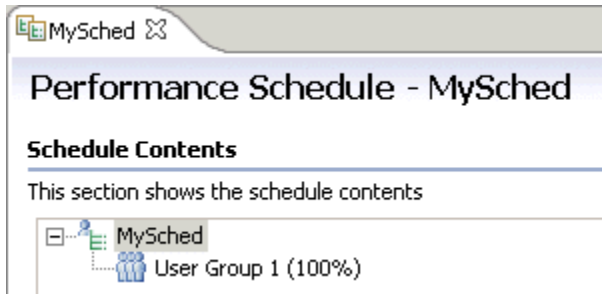 MySched
Performance Schedule - MySched
Schedule Contents
This section shows the schedule contents
MySched
User Group 1 (100%)